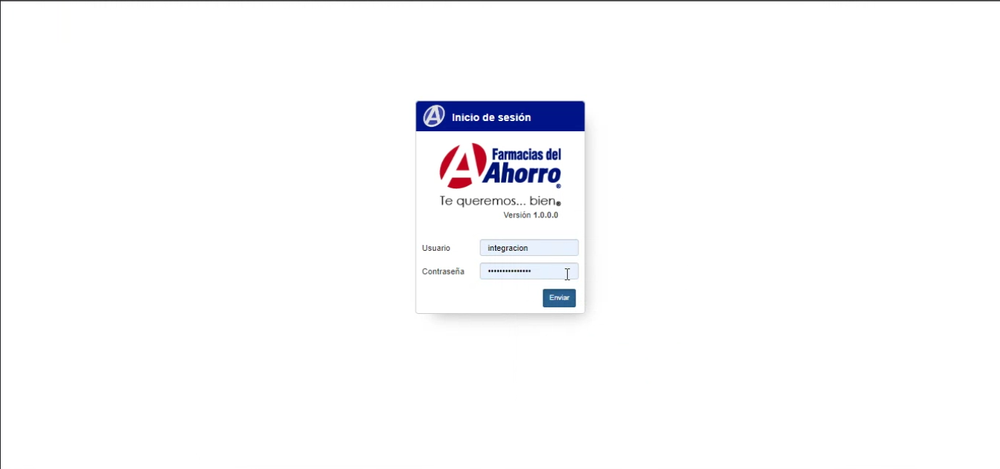 Inicio de sesión
Farmacias del
Ahorro®
Te queremos... bien®
Versión 1.0.0.0
Usuario integracion
Contraseña •••••••••••••••
Enviar